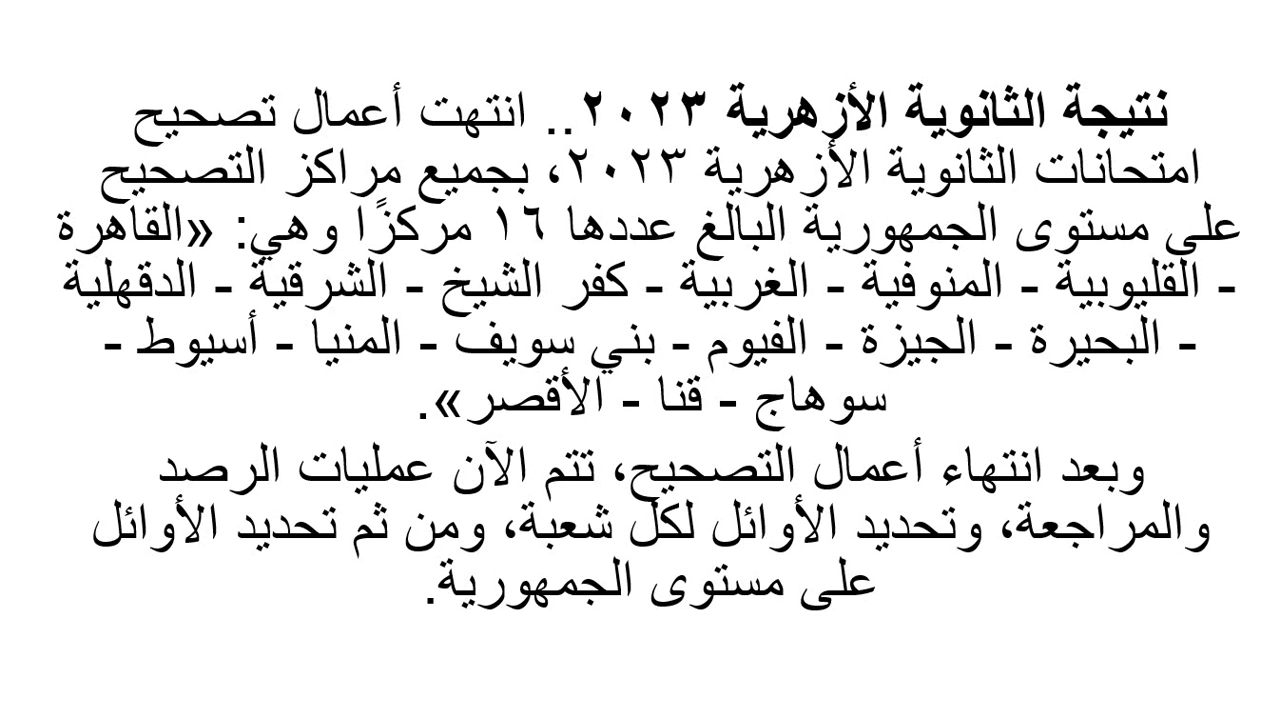 نتيجة الثانوية الأزهرية ٢٠٢٣.. انتهت أعمال تصحيح
امتحانات الثانوية الأزهرية ٢٠٢٣، بجميع مراكز التصحيح
على مستوى الجمهورية البالغ عددها ١٦ مركزًا وهي: «القاهرة
- القليوبية - المنوفية - الغربية - كفر الشيخ - الشرقية - الدقهلية
- البحيرة - الجيزة - الفيوم - بني سويف - المنيا - أسيوط -
سوهاج - قنا - الأقصر».
وبعد انتهاء أعمال التصحيح، تتم الآن عمليات الرصد
والمراجعة، وتحديد الأوائل لكل شعبة، ومن ثم تحديد الأوائل
على مستوى الجمهورية.